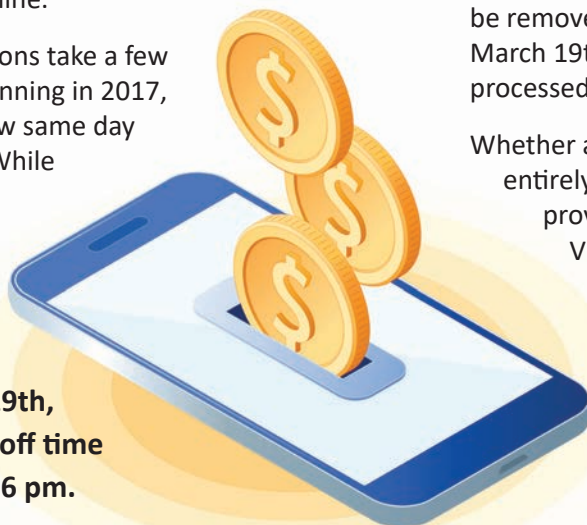 ons take a few
nning in 2017,
w same day
While
9th,
off time
6 pm.
be remove
March 19t
processed
Whether a
entirely
prov
V
$
$
$